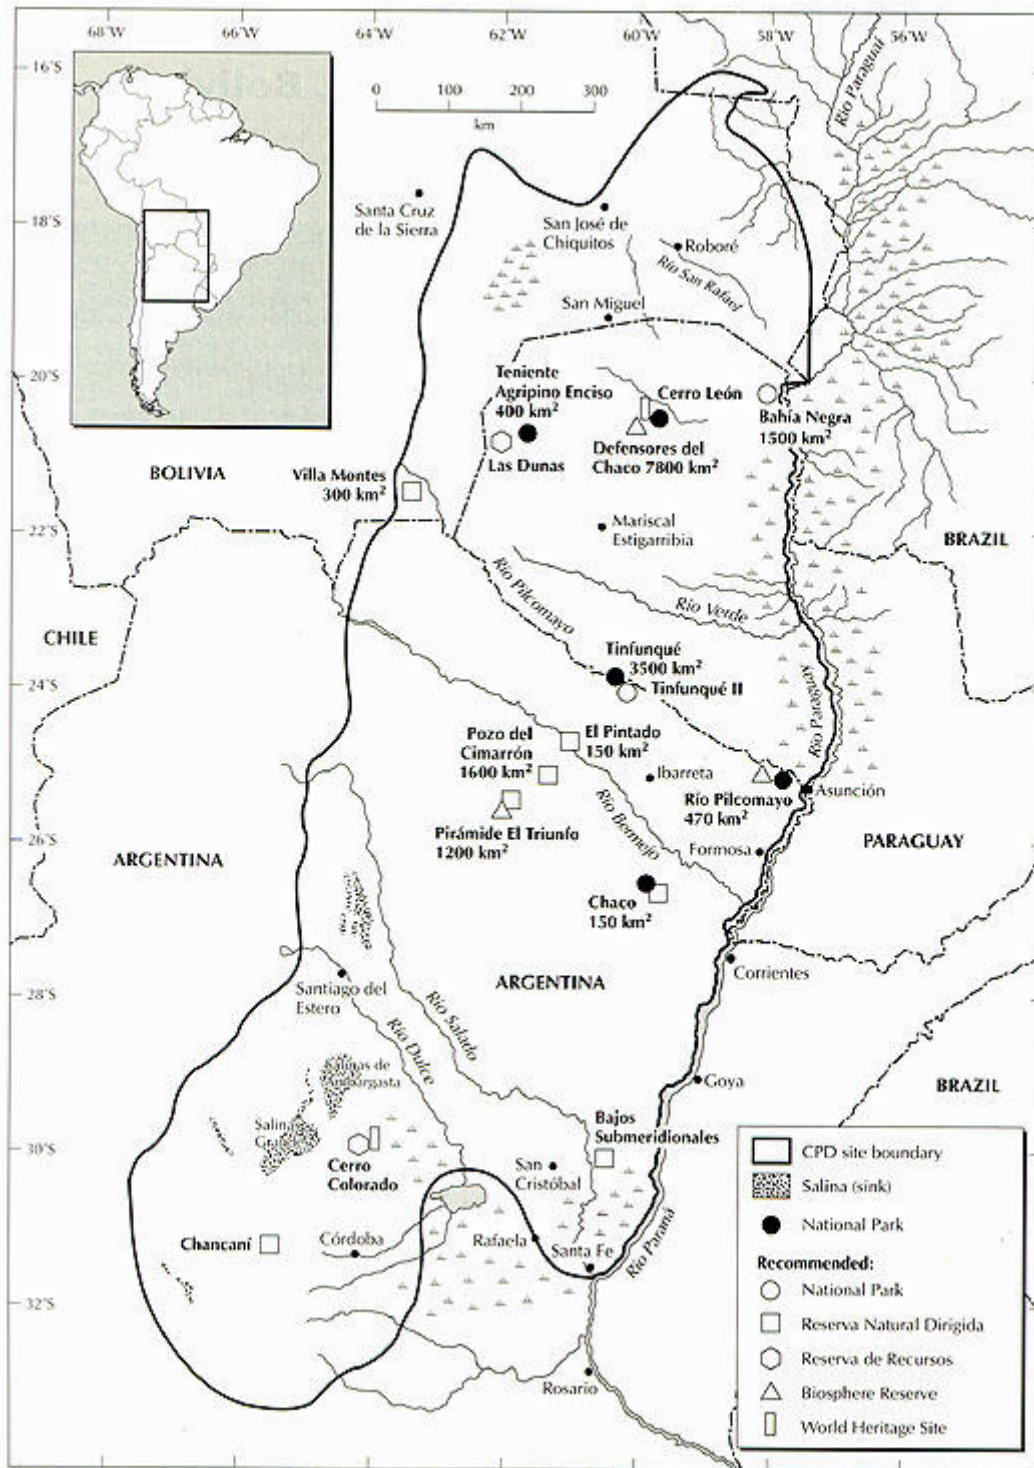 68°W
66°W
64°W
62°W
60°W
58°W
56°W
16°S
18°S
20°S
22°S
24°S
26°S
28°S
30°S
32°S
0
100
200
300
km
Río Paraguai
Santa Cruz
de la Sierra
San José de
Chiquitos
Roboré
Río San Rafael
San Miguel
Teniente
Agripino Enciso
400 km²
Cerro León
Bahía Negra
1500 km²
Las Dunas
Defensores del
Chaco 7800 km²
BOLIVIA
Villa Montes
300 km²
Mariscal
Estigarribia
BRAZIL
Río Pilcomayo
Río Verde
CHILE
Tinfunqué
3500 km²
Tinfunqué II
Río Paraguay
Pozo del
Cimarrón
1600 km²
El Pintado
150 km²
Ibarreta
Río Pilcomayo
470 km²
Asunción
Pirámide El Triunfo
1200 km²
Río Bermejo
Formosa
PARAGUAY
ARGENTINA
Chaco
150 km²
ARGENTINA
Corrientes
Santiago del
Estero
Río Dulce
Río Salado
Salinas de
Ambargasta
Goya
BRAZIL
Salinas
Grandes
Bajos
Submeridionales
Cerro
Colorado
San
Cristóbal
Chancaní
Córdoba
Rafaela
Santa Fe
Río Paraná
Rosario
CPD site boundary
Salina (sink)
National Park
Recommended:
National Park
Reserva Natural Dirigida
Reserva de Recursos
Biosphere Reserve
World Heritage Site